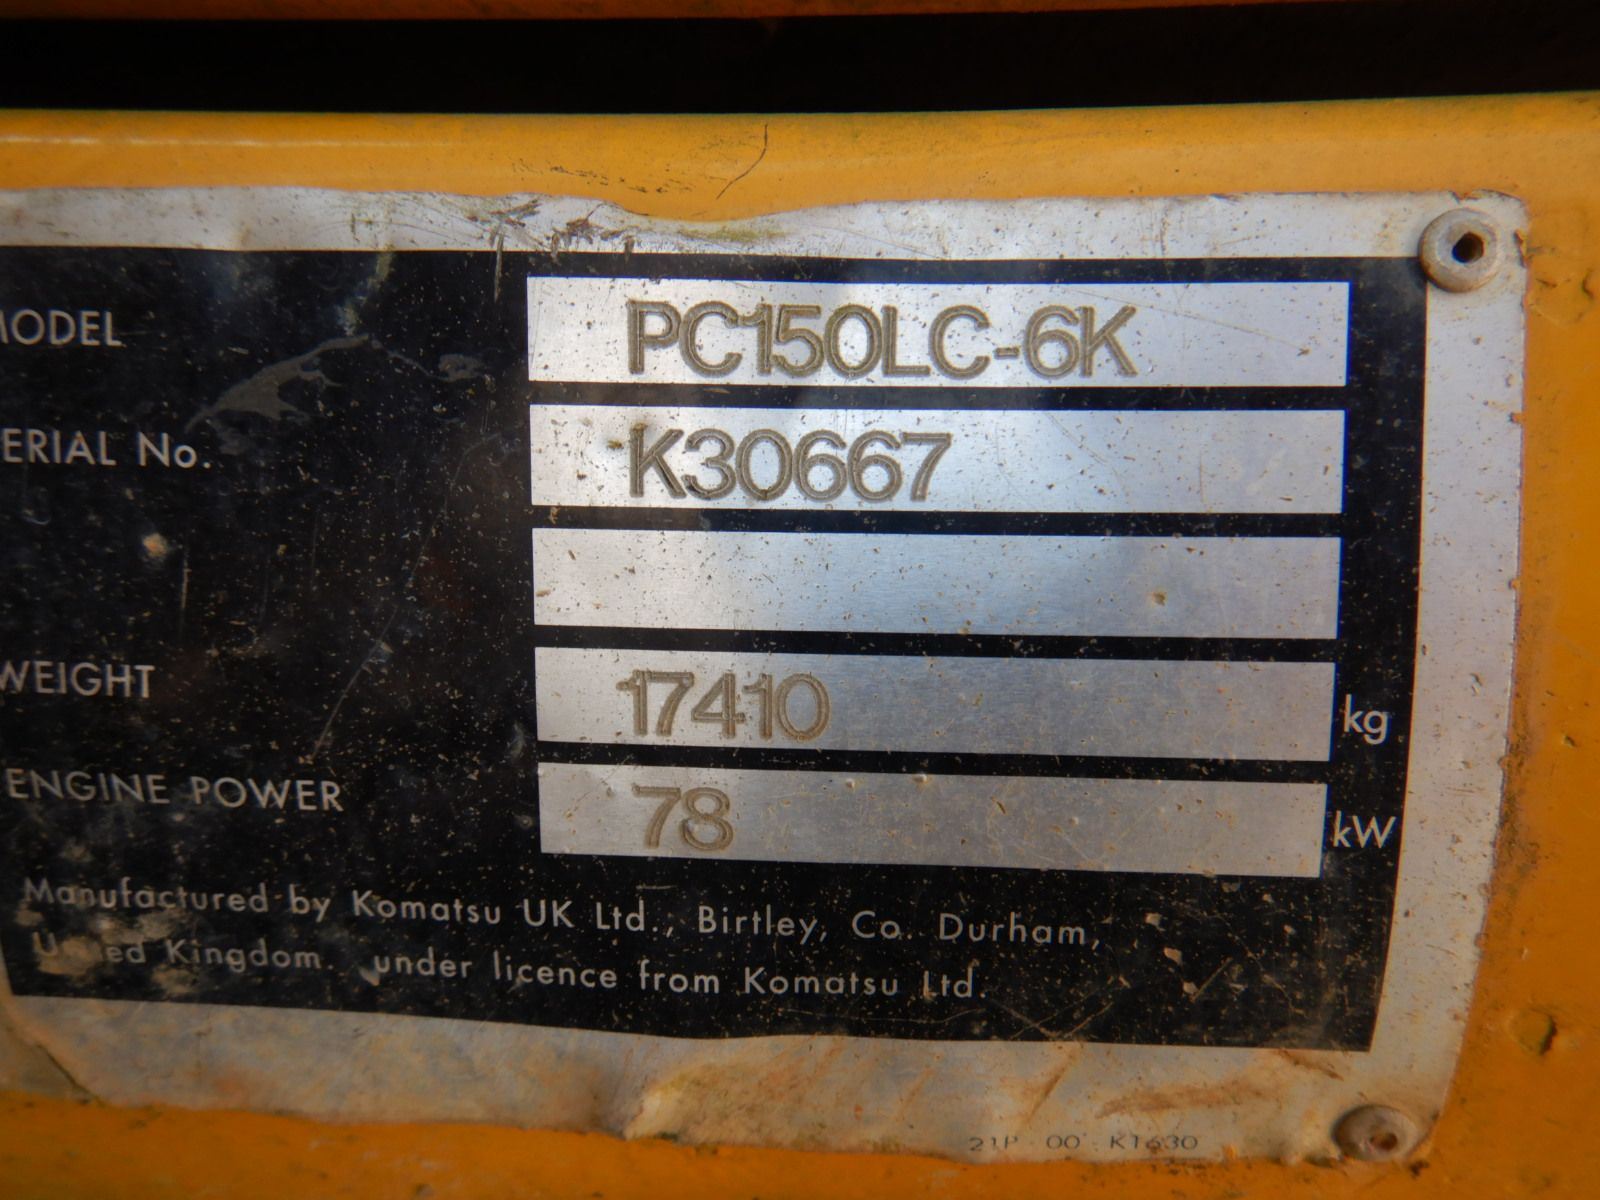 MODEL PC150LC-6K
ERIAL No. K30667
WEIGHT 17410 kg
ENGINE POWER 78 kW
Manufactured by Komatsu UK Ltd., Birtley, Co. Durham,
Kingdom. under licence from Komatsu Ltd.
21P 00 K1630